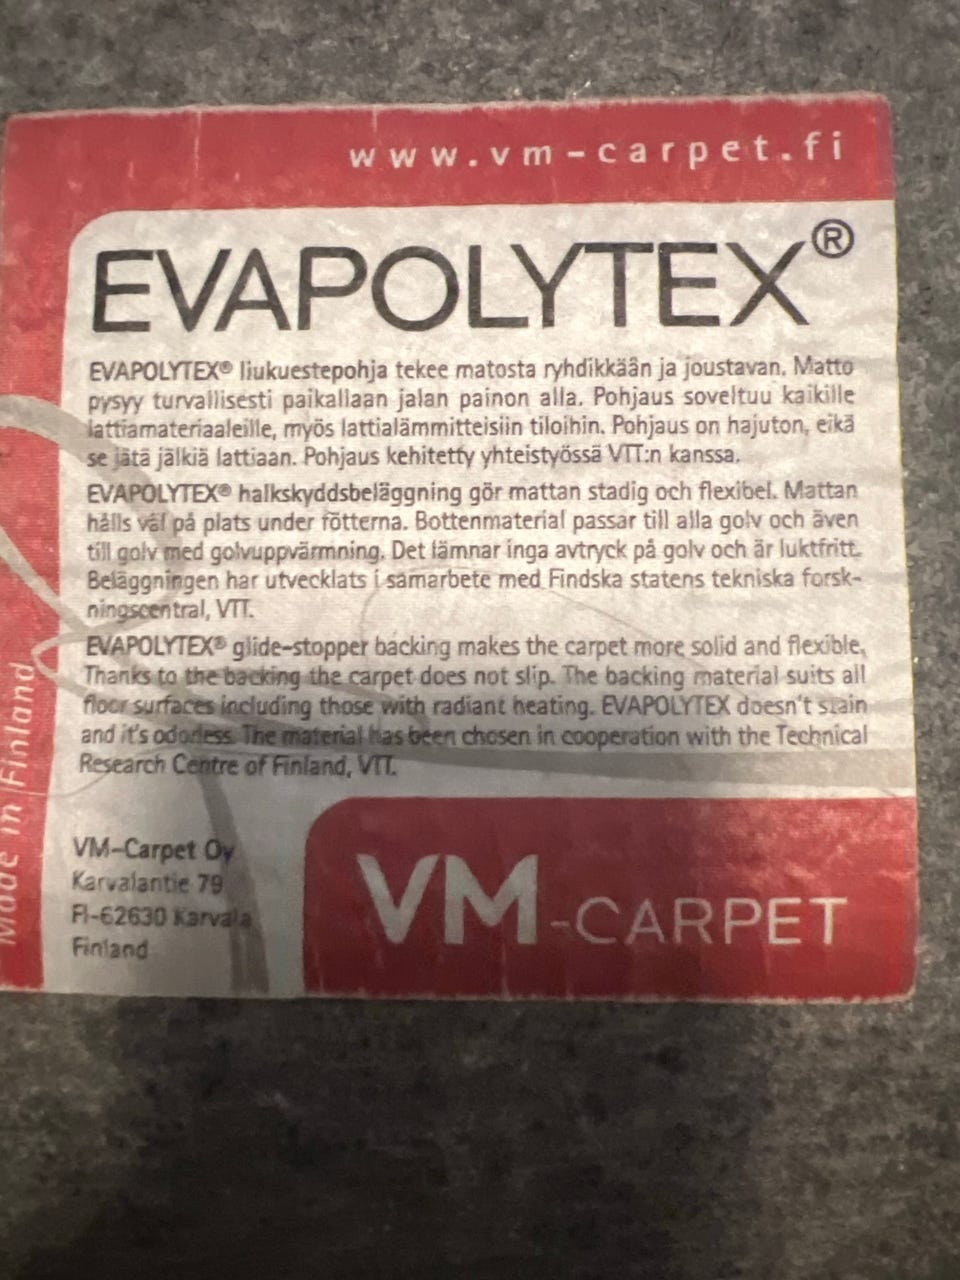 www.vm-carpet.fi
EVAPOLYTEX®
EVAPOLYTEX® liukuestepohja tekee matosta ryhdikkään ja joustavan. Matto
pysyy turvallisesti paikallaan jalan painon alla. Pohjaus soveltuu kaikille
lattiamateriaaleille, myös lattialämmitteisiin tiloihin. Pohjaus on hajuton, eikä
se jätä jälkiä lattiaan. Pohjaus kehitetty yhteistyössä VTT:n kanssa.
EVAPOLYTEX® halkskyddsbeläggning gör mattan stadig och flexibel. Mattan
hålls väl på plats under fötterna. Bottenmaterial passar till alla golv och även
till golv med golvuppvärmning. Det lämnar inga avtryck på golv och är luktfritt.
Beläggningen har utvecklats i samarbete med Findska statens tekniska forsk-
ningscentral, VTT.
EVAPOLYTEX® glide-stopper backing makes the carpet more solid and flexible.
Thanks to the backing the carpet does not slip. The backing material suits all
floor surfaces including those with radiant heating. EVAPOLYTEX doesn't stain
and it's odorless. The material has been chosen in cooperation with the Technical
Research Centre of Finland, VTT.
Made in Finland
VM-Carpet Oy
Karvalantie 79
FI-62630 Karvala
Finland
VM-CARPET